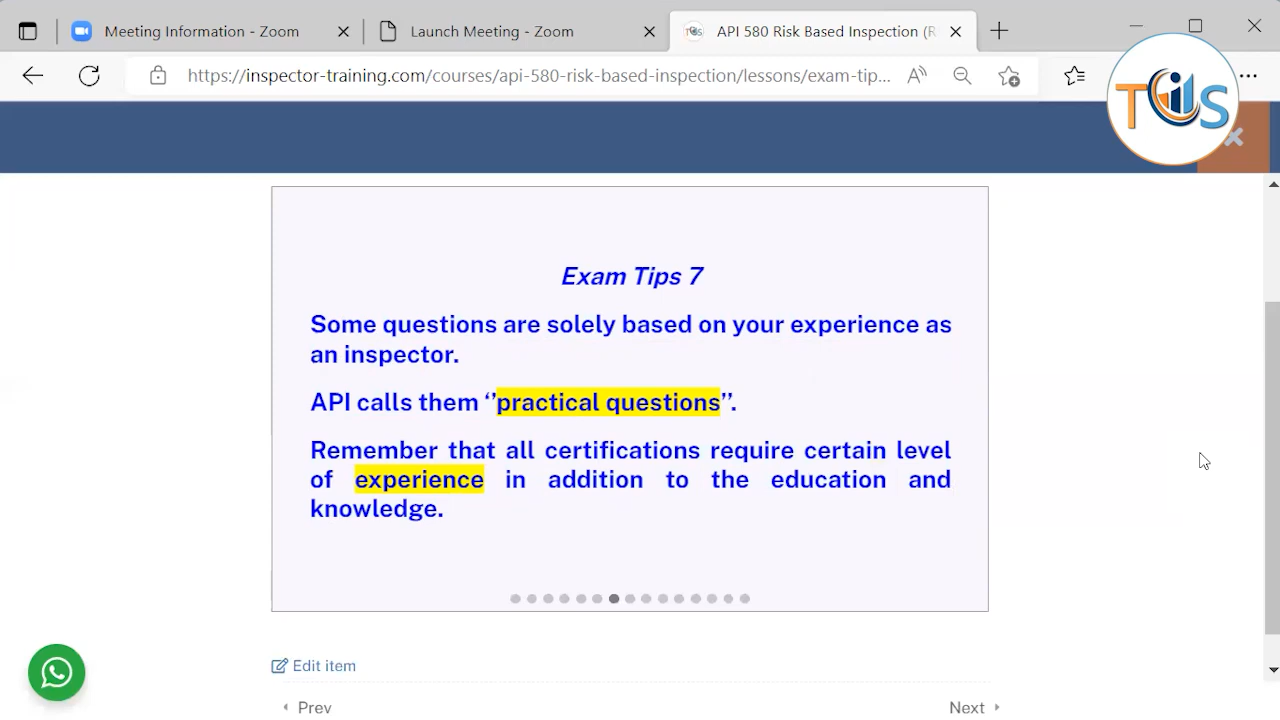 Meeting Information - Zoom
Launch Meeting - Zoom
API 580 Risk Based Inspection (R
https://inspector-training.com/courses/api-580-risk-based-inspection/lessons/exam-tip...
TIS
Exam Tips 7
Some questions are solely based on your experience as
an inspector.
API calls them ‘’practical questions’’.
Remember that all certifications require certain level
of experience in addition to the education and
knowledge.
Edit item
Prev
Next